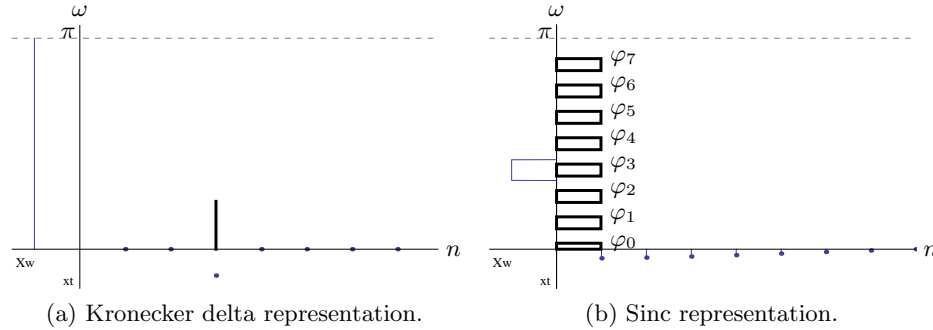 ω
π
n
Xw
xt
(a) Kronecker delta representation.
ω
π
φ7
φ6
φ5
φ4
φ3
φ2
φ1
φ0
n
Xw
xt
(b) Sinc representation.